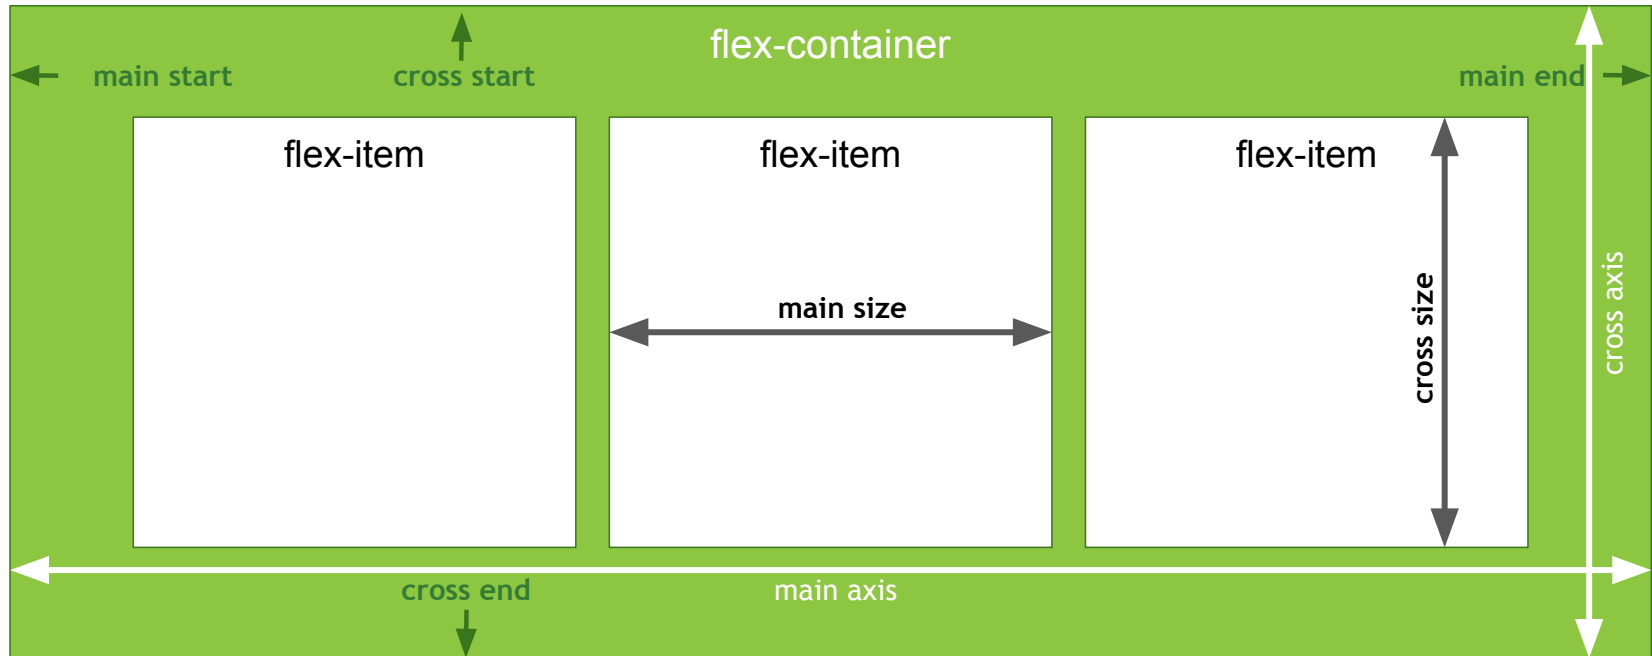 flex-container
main start
cross start
main end
flex-item
flex-item
flex-item
main size
cross size
cross axis
main axis
cross end